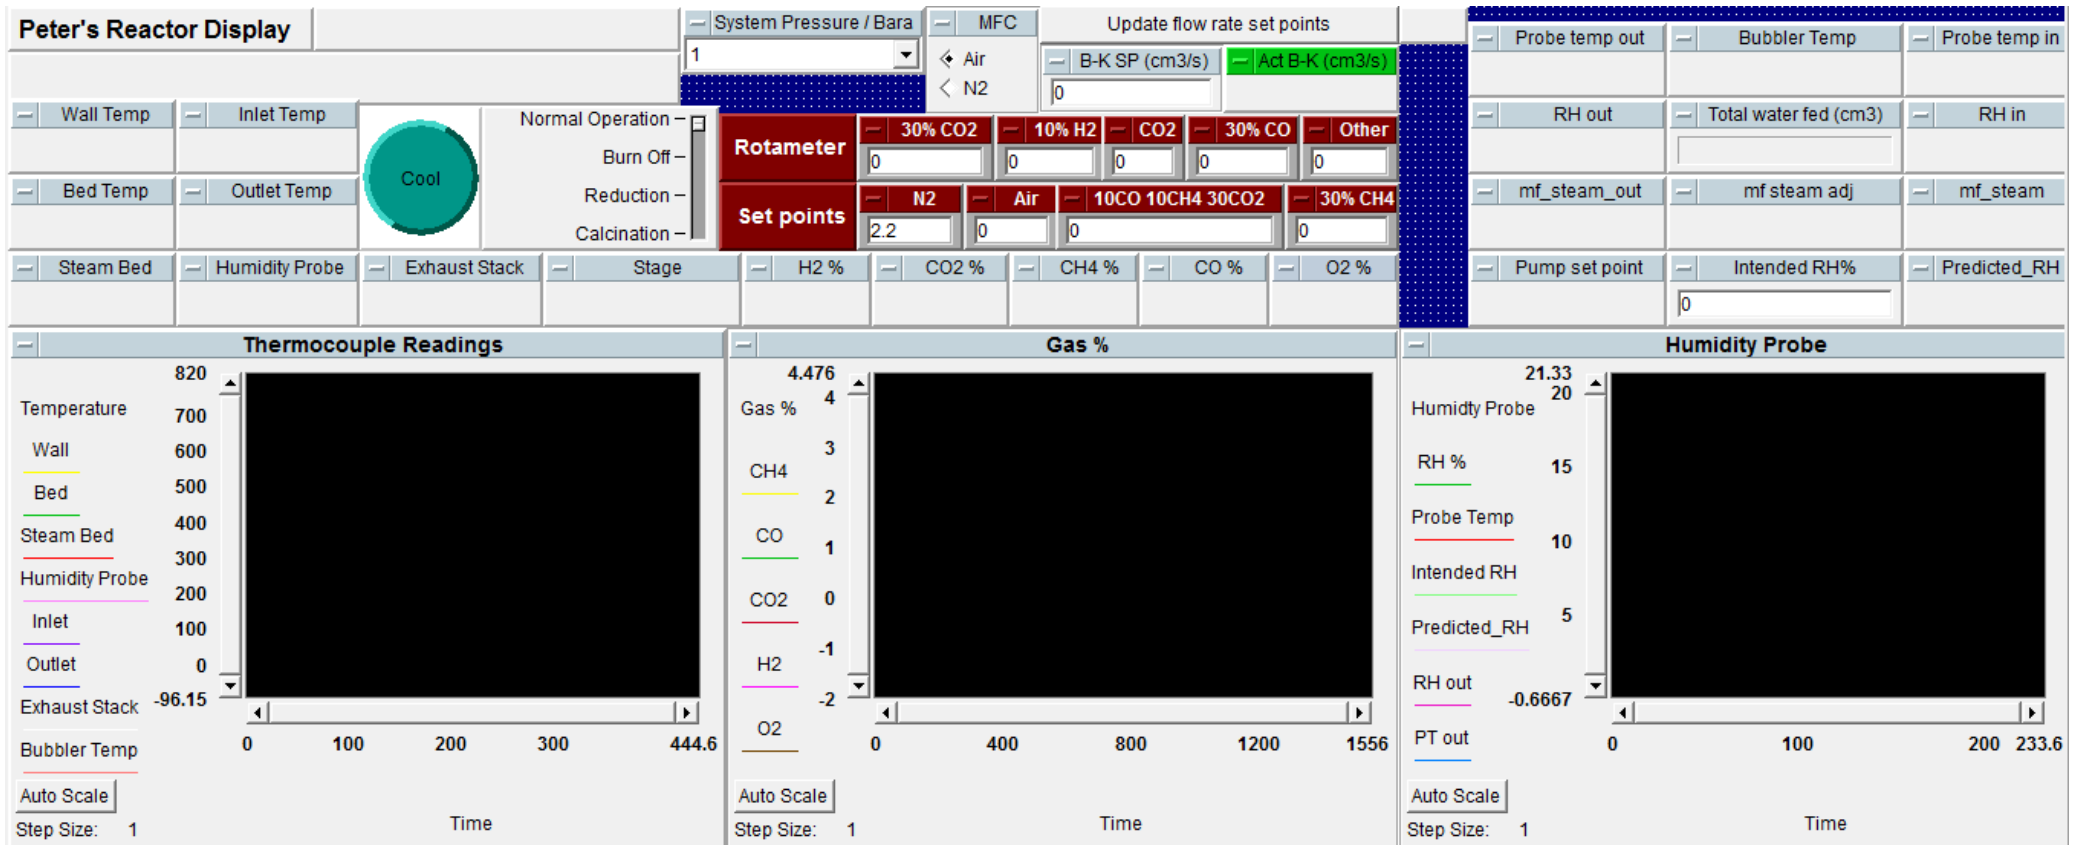 Peter's Reactor Display
System Pressure / Bara
1
MFC
Air
N2
Update flow rate set points
B-K SP (cm3/s)
0
Act B-K (cm3/s)
Probe temp out
Bubbler Temp
Probe temp in
Wall Temp
Inlet Temp
Cool
Normal Operation
Burn Off
Reduction
Calcination
Rotameter
30% CO2
0
10% H2
0
CO2
0
30% CO
0
Other
0
RH out
Total water fed (cm3)
RH in
Bed Temp
Outlet Temp
Set points
N2
2.2
Air
0
10CO 10CH4 30CO2
0
30% CH4
0
mf_steam_out
mf steam adj
mf_steam
Steam Bed
Humidity Probe
Exhaust Stack
Stage
H2 %
CO2 %
CH4 %
CO %
O2 %
Pump set point
Intended RH%
0
Predicted_RH
Thermocouple Readings
820
Temperature
700
Wall
600
Bed
500
Steam Bed
400
300
Humidity Probe
200
Inlet
100
Outlet
0
Exhaust Stack
-96.15
Bubbler Temp
0 100 200 300 444.6
Auto Scale
Step Size: 1
Time
Gas %
4.476
4
Gas %
3
CH4
2
CO
1
CO2
0
-1
H2
-2
O2
0 400 800 1200 1556
Auto Scale
Step Size: 1
Time
Humidity Probe
21.33
20
Humidty Probe
RH %
15
Probe Temp
10
Intended RH
5
Predicted_RH
RH out
-0.6667
PT out
0 100 200 233.6
Auto Scale
Step Size: 1
Time